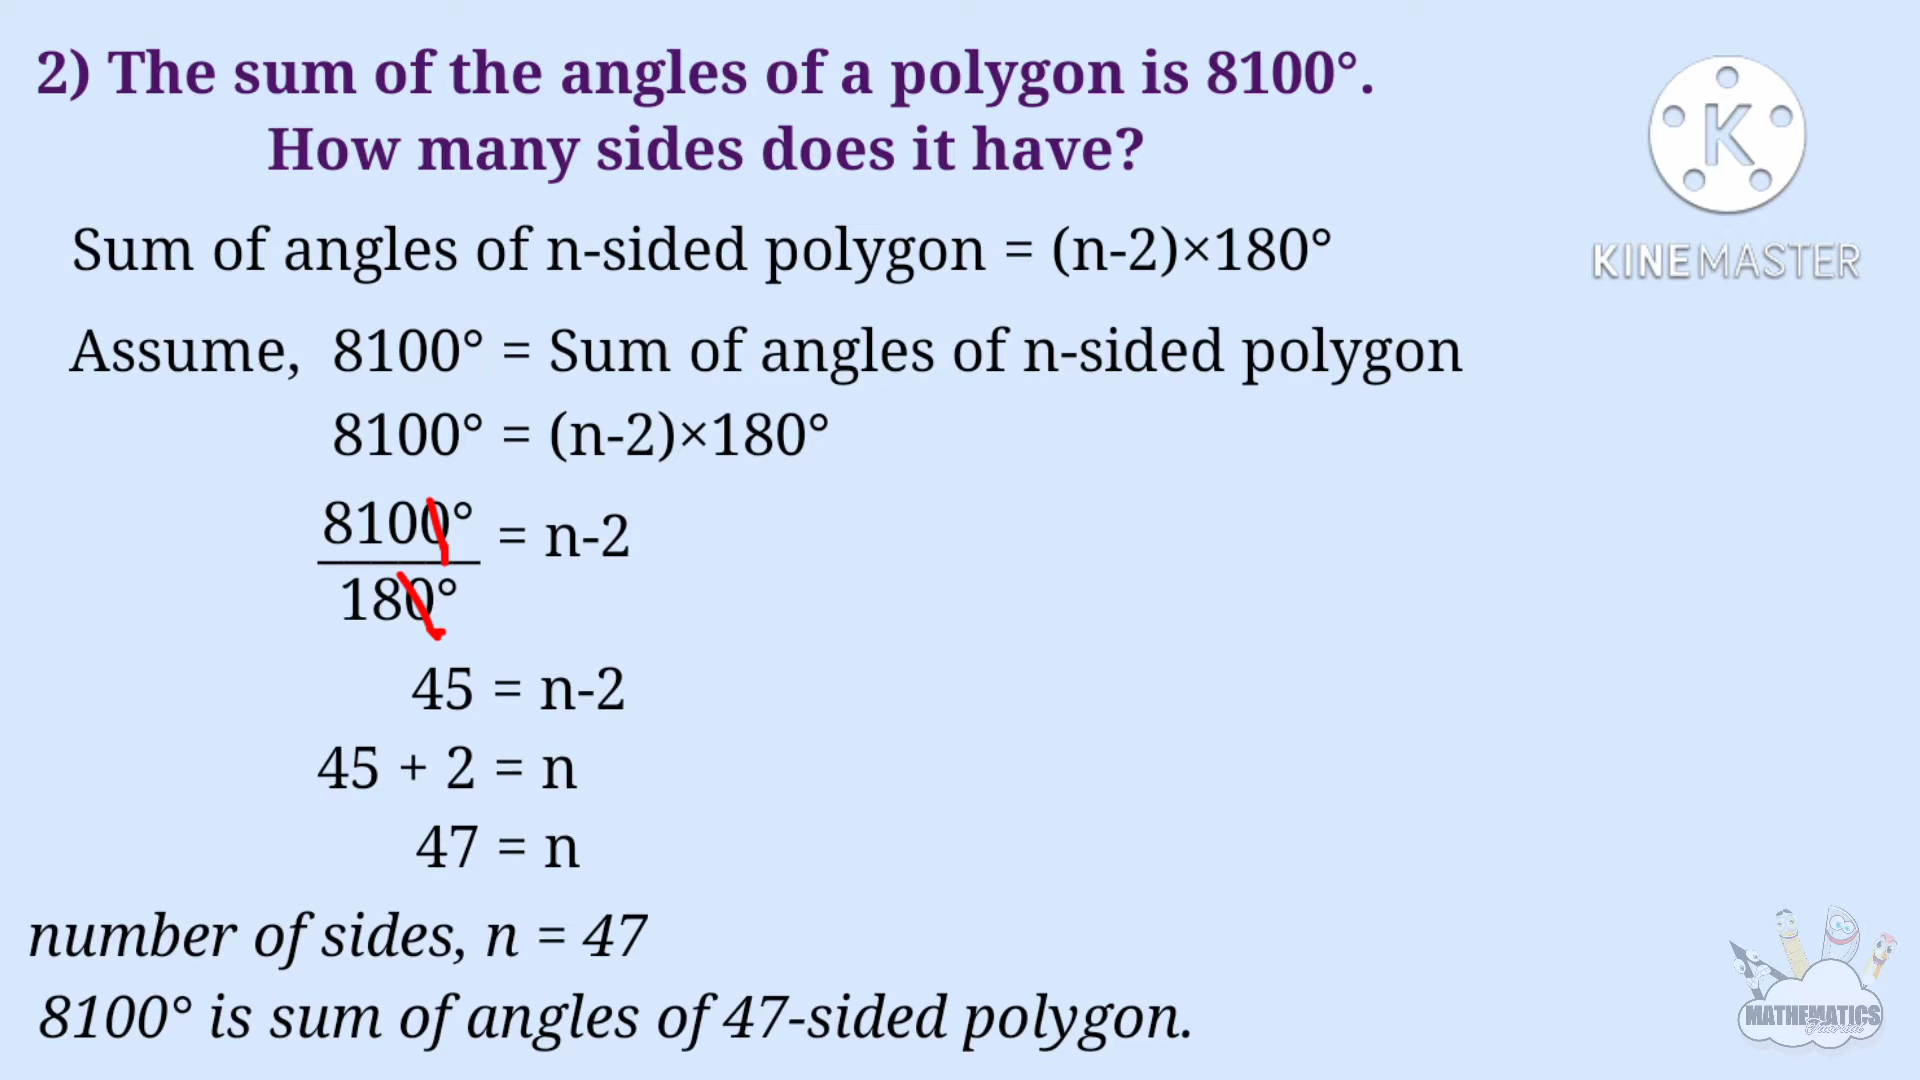 2) The sum of the angles of a polygon is 8100°.
How many sides does it have?
K
KINEMASTER
Sum of angles of n-sided polygon = (n-2)×180°
Assume, 8100° = Sum of angles of n-sided polygon
8100° = (n-2)×180°
8100°
= n-2
180°
45 = n-2
45 + 2 = n
47 = n
number of sides, n = 47
8100° is sum of angles of 47-sided polygon.
MATHEMATICS